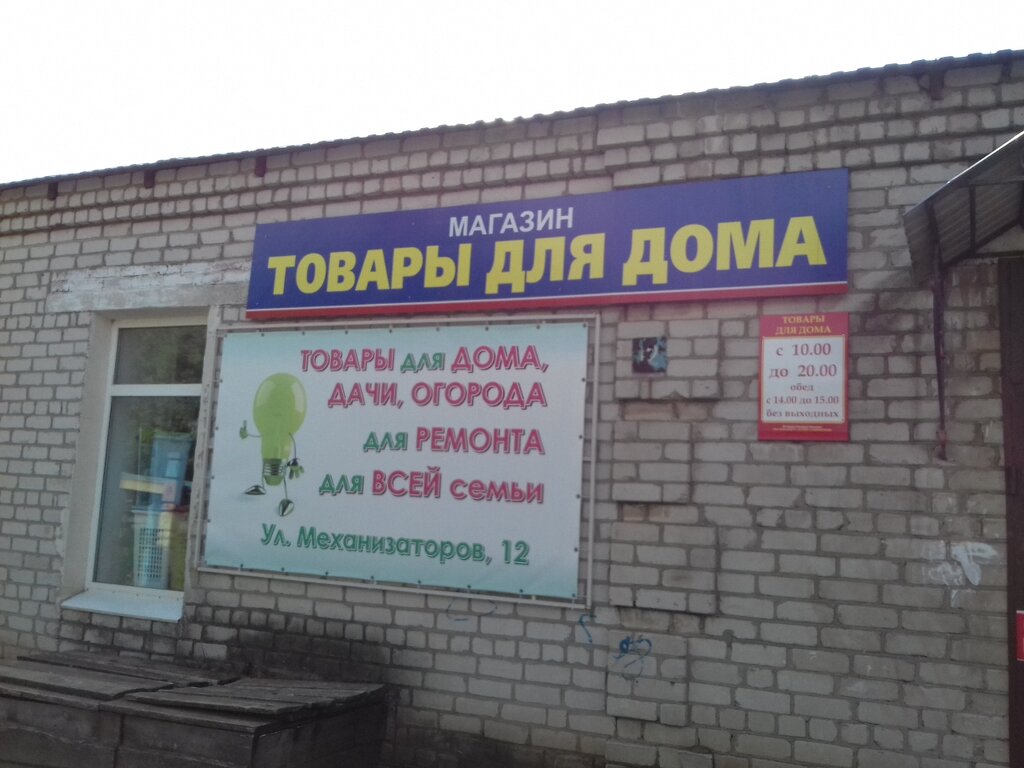 МАГАЗИН
ТОВАРЫ ДЛЯ ДОМА
ТОВАРЫ для ДОМА,
ДАЧИ, ОГОРОДА
для РЕМОНТА
для ВСЕЙ семьи
Ул. Механизаторов, 12
ТОВАРЫ
ДЛЯ ДОМА
с 10.00
до 20.00
обед
с 14.00 до 15.00
без выходных